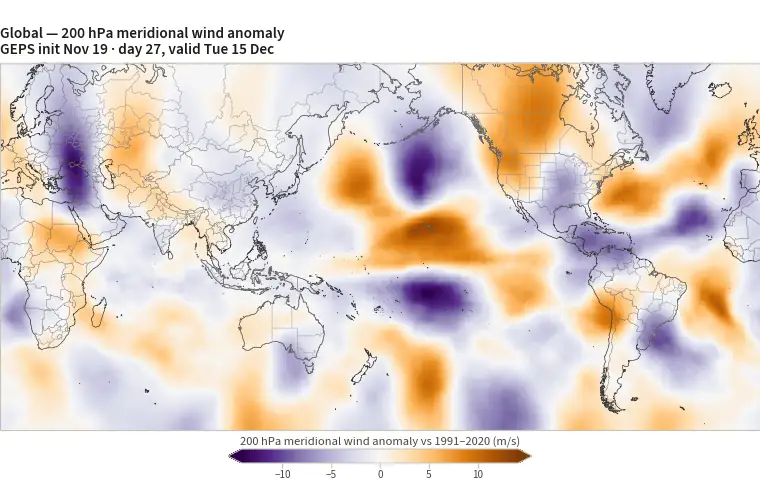 Global — 200 hPa meridional wind anomaly
GEPS init Nov 19 · day 27, valid Tue 15 Dec
200 hPa meridional wind anomaly vs 1991–2020 (m/s)
−10 −5 0 5 10